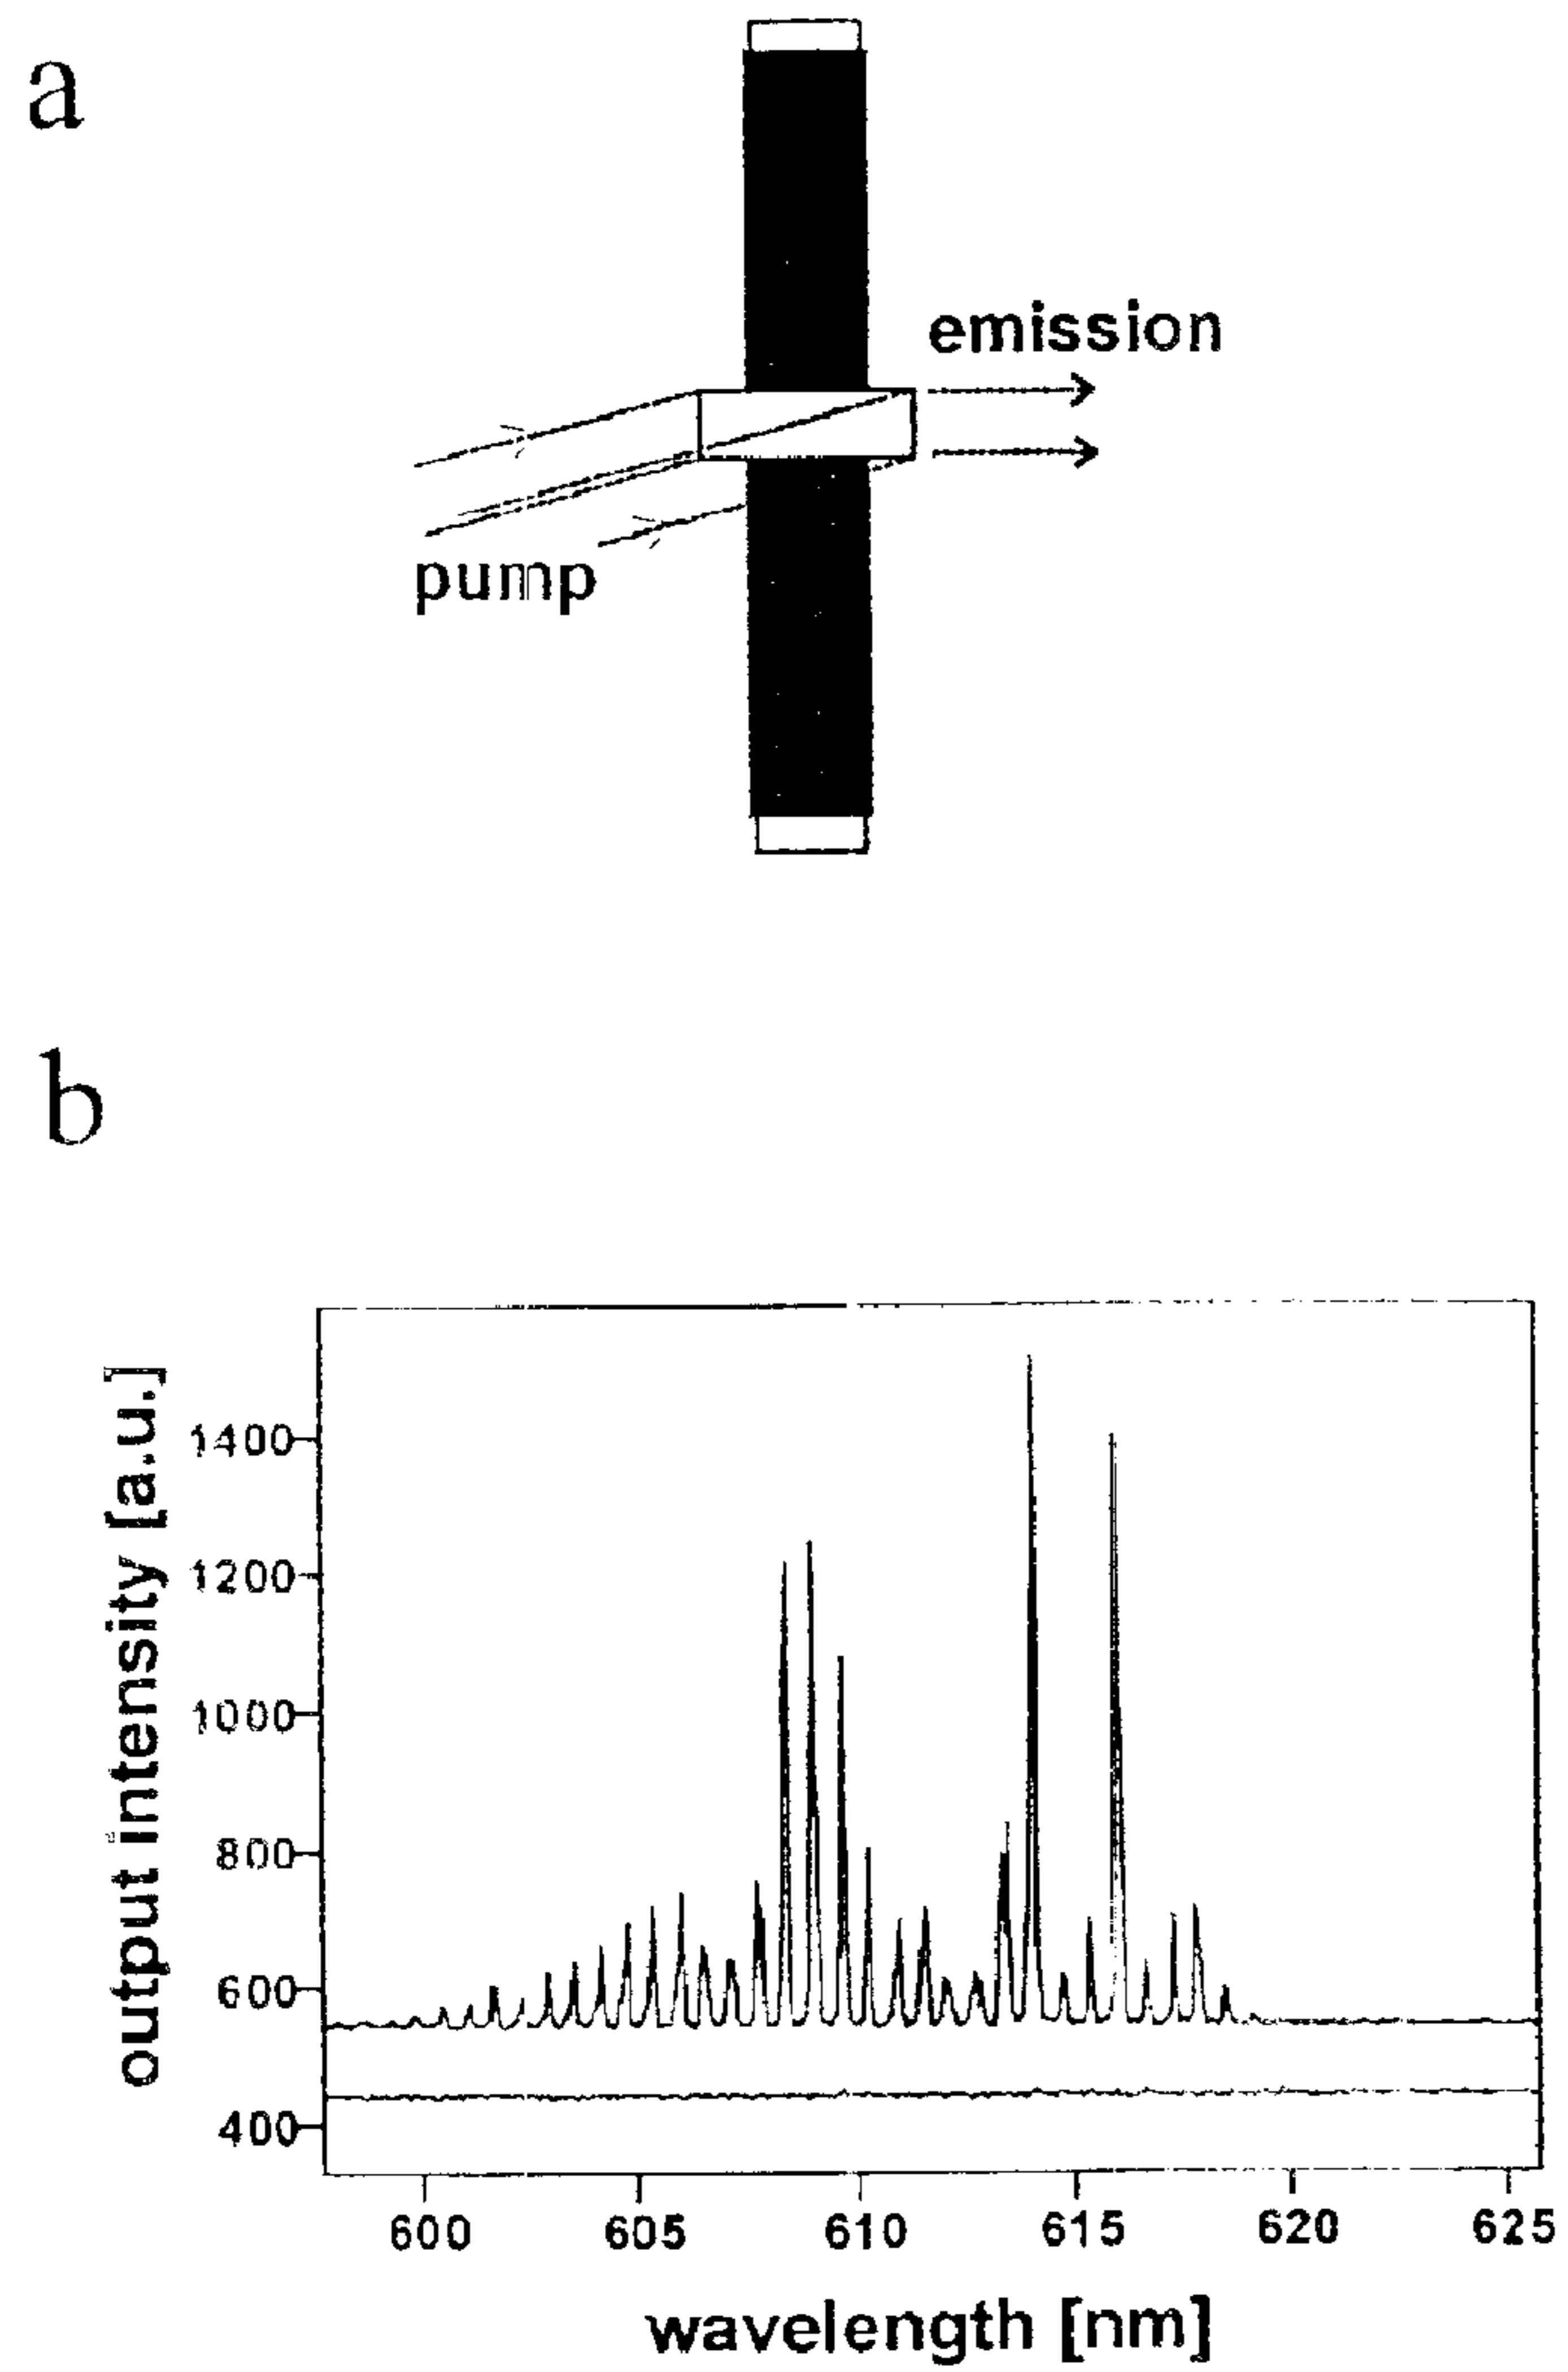 a
emission
pump
b
output intensity [a.u.]
1400
1200
1000
800
600
400
600
605
610
615
620
625
wavelength [nm]